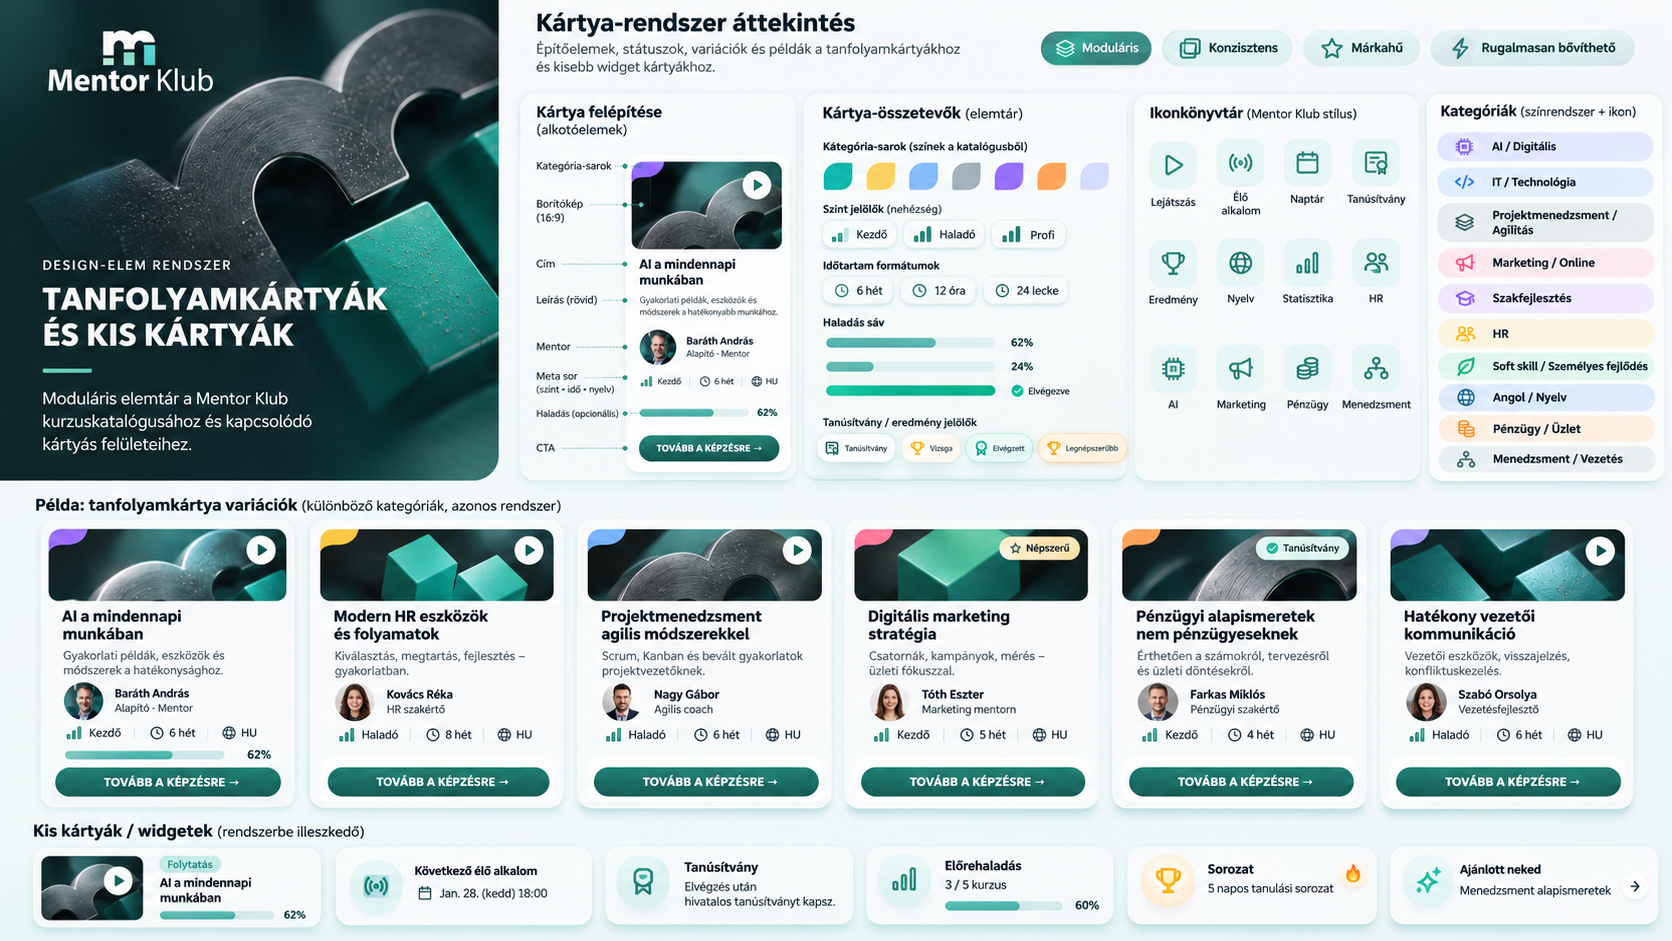 Mentor Klub
DESIGN-ELEM RENDSZER
TANFOLYAMKÁRTYÁK
ÉS KIS KÁRTYÁK
Moduláris elemtár a Mentor Klub
kurzuskatalógusához és kapcsolódó
kártyás felületeihez.
Kártya-rendszer áttekintés
Építőelemek, státuszok, variációk és példák a tanfolyamkártyákhoz
és kisebb widget kártyákhoz.
Moduláris
Konzisztens
Márkahű
Rugalmasan bővíthető
Kártya felépítése
(alkotóelemek)
Kategória-sarok
Borítókép
(16:9)
Cím
Leírás (rövid)
Mentor
Meta sor
(szint • idő • nyelv)
Haladás (opcionális)
CTA
AI a mindennapi
munkában
Gyakorlati példák, eszközök és
módszerek a hatékonyabb munkához.
Baráth András
Alapító - Mentor
Kezdő
6 hét
HU
62%
TOVÁBB A KÉPZÉSRE →
Kártya-összetevők (elemtár)
Kátegória-sarok (színek a katalógusból)
Szint jelölők (nehézség)
Kezdő
Haladó
Profi
Időtartam formátumok
6 hét
12 óra
24 lecke
Haladás sáv
62%
24%
Elvégezve
Tanúsítvány / eredmény jelölők
Tanúsítvány
Vizsga
Elvégzett
Legnépszerűbb
Ikonkönyvtár (Mentor Klub stílus)
Lejátszás
Élő
alkalom
Naptár
Tanúsítvány
Eredmény
Nyelv
Statisztika
HR
AI
Marketing
Pénzügy
Menedzsment
Kategóriák (színrendszer + ikon)
AI / Digitális
IT / Technológia
Projektmenedzsment /
Agilitás
Marketing / Online
Szakfejlesztés
HR
Soft skill / Személyes fejlődés
Angol / Nyelv
Pénzügy / Üzlet
Menedzsment / Vezetés
Példa: tanfolyamkártya variációk (különböző kategóriák, azonos rendszer)
AI a mindennapi
munkában
Gyakorlati példák, eszközök és
módszerek a hatékonysághoz.
Baráth András
Alapító - Mentor
Kezdő
6 hét
HU
62%
TOVÁBB A KÉPZÉSRE →
Modern HR eszközök
és folyamatok
Kiválasztás, megtartás, fejlesztés –
gyakorlatban.
Kovács Réka
HR szakértő
Haladó
8 hét
HU
TOVÁBB A KÉPZÉSRE →
Projektmenedzsment
agilis módszerekkel
Scrum, Kanban és bevált gyakorlatok
projektvezetőknek.
Nagy Gábor
Agilis coach
Haladó
6 hét
HU
TOVÁBB A KÉPZÉSRE →
Népszerű
Digitális marketing
stratégia
Csatornák, kampányok, mérés –
üzleti fókusszal.
Tóth Eszter
Marketing mentorn
Kezdő
5 hét
HU
TOVÁBB A KÉPZÉSRE →
Tanúsítvány
Pénzügyi alapismeretek
nem pénzügyeseknek
Érthetően a számokról, tervezésről
és üzleti döntésekről.
Farkas Miklós
Pénzügyi szakértő
Kezdő
4 hét
HU
TOVÁBB A KÉPZÉSRE →
Hatékony vezetői
kommunikáció
Vezetői eszközök, visszajelzés,
konfliktuskezelés.
Szabó Orsolya
Vezetésfejlesztő
Haladó
6 hét
HU
TOVÁBB A KÉPZÉSRE →
Kis kártyák / widgetek (rendszerbe illeszkedő)
Folytatás
AI a mindennapi
munkában
62%
Következő élő alkalom
Jan. 28. (kedd) 18:00
Tanúsítvány
Elvégzés után
hivatalos tanúsítványt kapsz.
Előrehaladás
3 / 5 kurzus
60%
Sorozat
5 napos tanulási sorozat
Ajánlott neked
Menedzsment alapismeretek
→